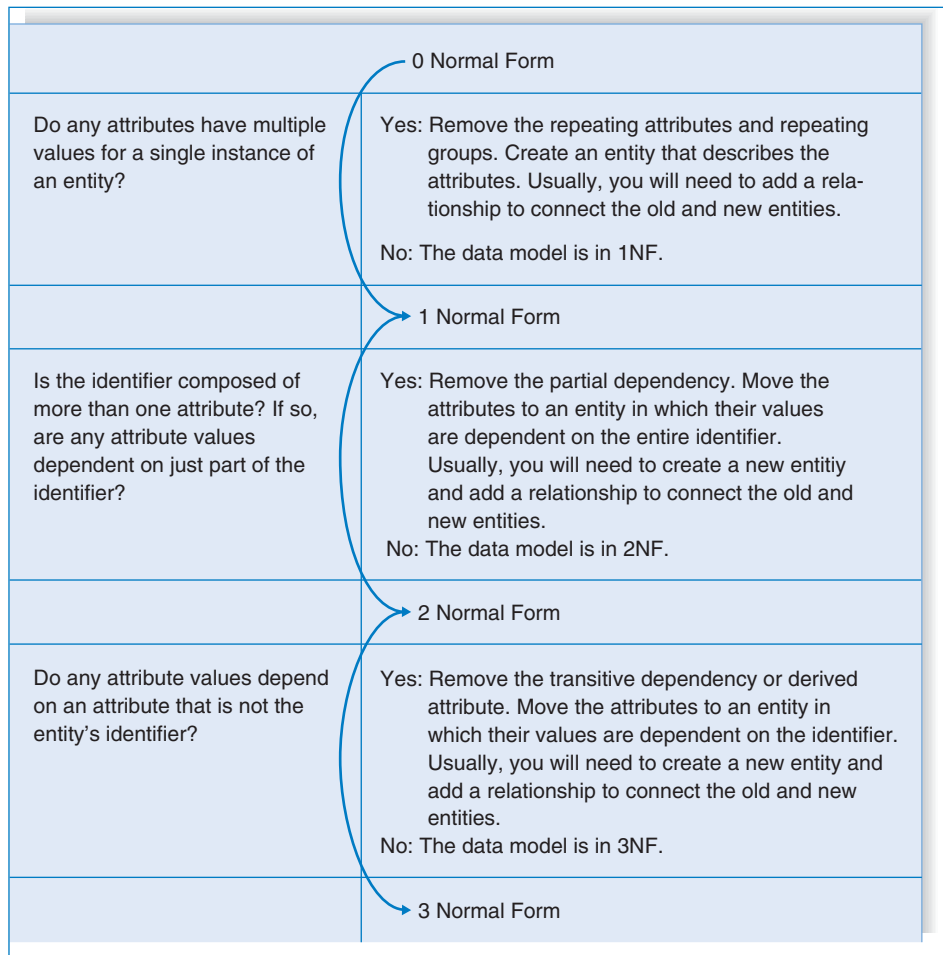 0 Normal Form
Do any attributes have multiple
values for a single instance of
an entity?
Yes: Remove the repeating attributes and repeating
groups. Create an entity that describes the
attributes. Usually, you will need to add a rela-
tionship to connect the old and new entities.
No: The data model is in 1NF.
1 Normal Form
Is the identifier composed of
more than one attribute? If so,
are any attribute values
dependent on just part of the
identifier?
Yes: Remove the partial dependency. Move the
attributes to an entity in which their values
are dependent on the entire identifier.
Usually, you will need to create a new entitiy
and add a relationship to connect the old and
new entities.
No: The data model is in 2NF.
2 Normal Form
Do any attribute values depend
on an attribute that is not the
entity's identifier?
Yes: Remove the transitive dependency or derived
attribute. Move the attributes to an entity in
which their values are dependent on the identifier.
Usually, you will need to create a new entity and
add a relationship to connect the old and new
entities.
No: The data model is in 3NF.
3 Normal Form